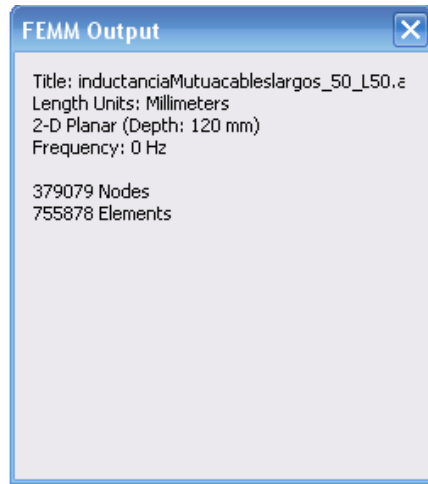 FEMM Output
Title: inductanciaMutuacableslargos_50_L50.a
Length Units: Millimeters
2-D Planar (Depth: 120 mm)
Frequency: 0 Hz
379079 Nodes
755878 Elements